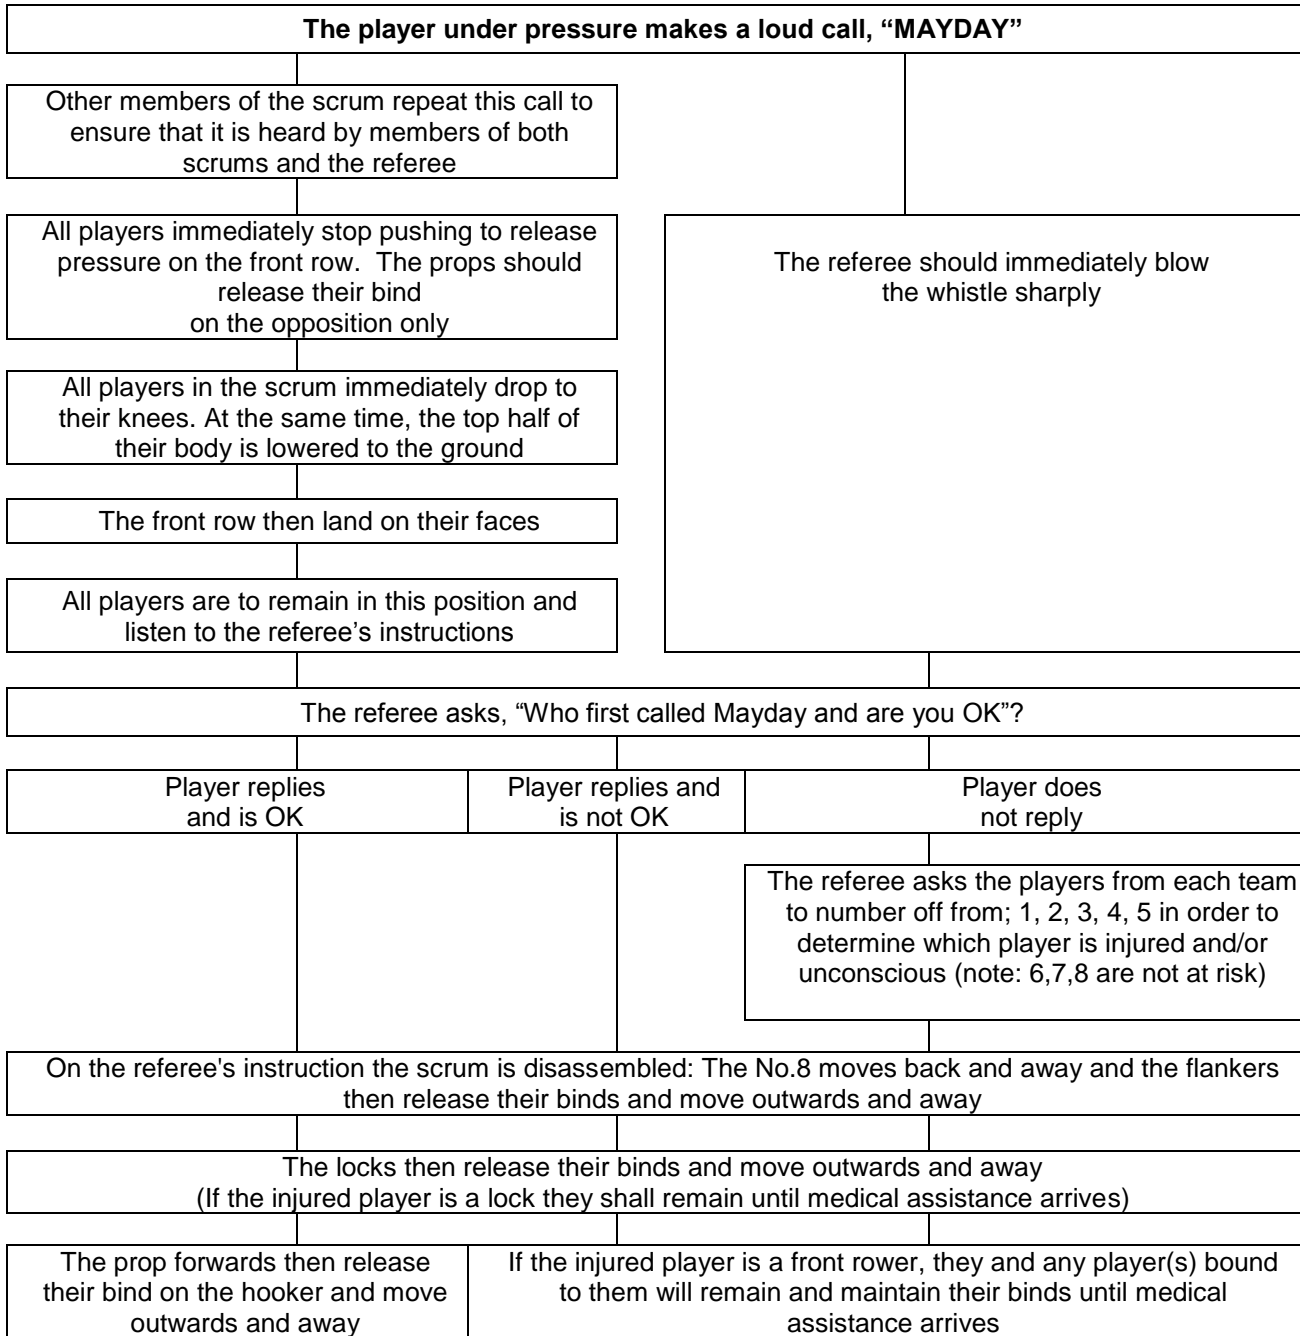 The player under pressure makes a loud call, “MAYDAY”
Other members of the scrum repeat this call to
ensure that it is heard by members of both
scrums and the referee
All players immediately stop pushing to release
pressure on the front row.  The props should
release their bind
on the opposition only
The referee should immediately blow
the whistle sharply
All players in the scrum immediately drop to
their knees. At the same time, the top half of
their body is lowered to the ground
The front row then land on their faces
All players are to remain in this position and
listen to the referee’s instructions
The referee asks, “Who first called Mayday and are you OK”?
Player replies
and is OK
Player replies and
is not OK
Player does
not reply
The referee asks the players from each team
to number off from; 1, 2, 3, 4, 5 in order to
determine which player is injured and/or
unconscious (note: 6,7,8 are not at risk)
On the referee's instruction the scrum is disassembled: The No.8 moves back and away and the flankers
then release their binds and move outwards and away
The locks then release their binds and move outwards and away
(If the injured player is a lock they shall remain until medical assistance arrives)
The prop forwards then release
their bind on the hooker and move
outwards and away
If the injured player is a front rower, they and any player(s) bound
to them will remain and maintain their binds until medical
assistance arrives